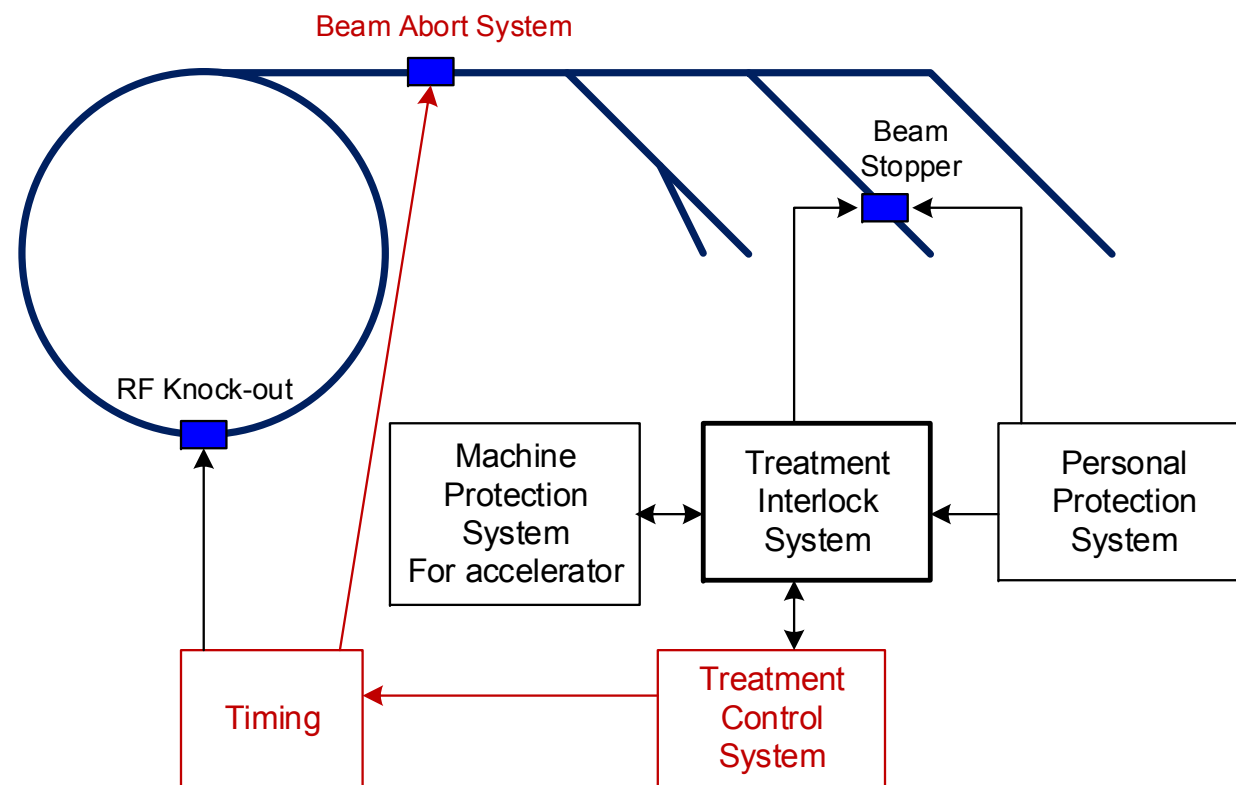 Beam Abort System
Beam
Stopper
RF Knock-out
Machine
Protection
System
For accelerator
Treatment
Interlock
System
Personal
Protection
System
Timing
Treatment
Control
System